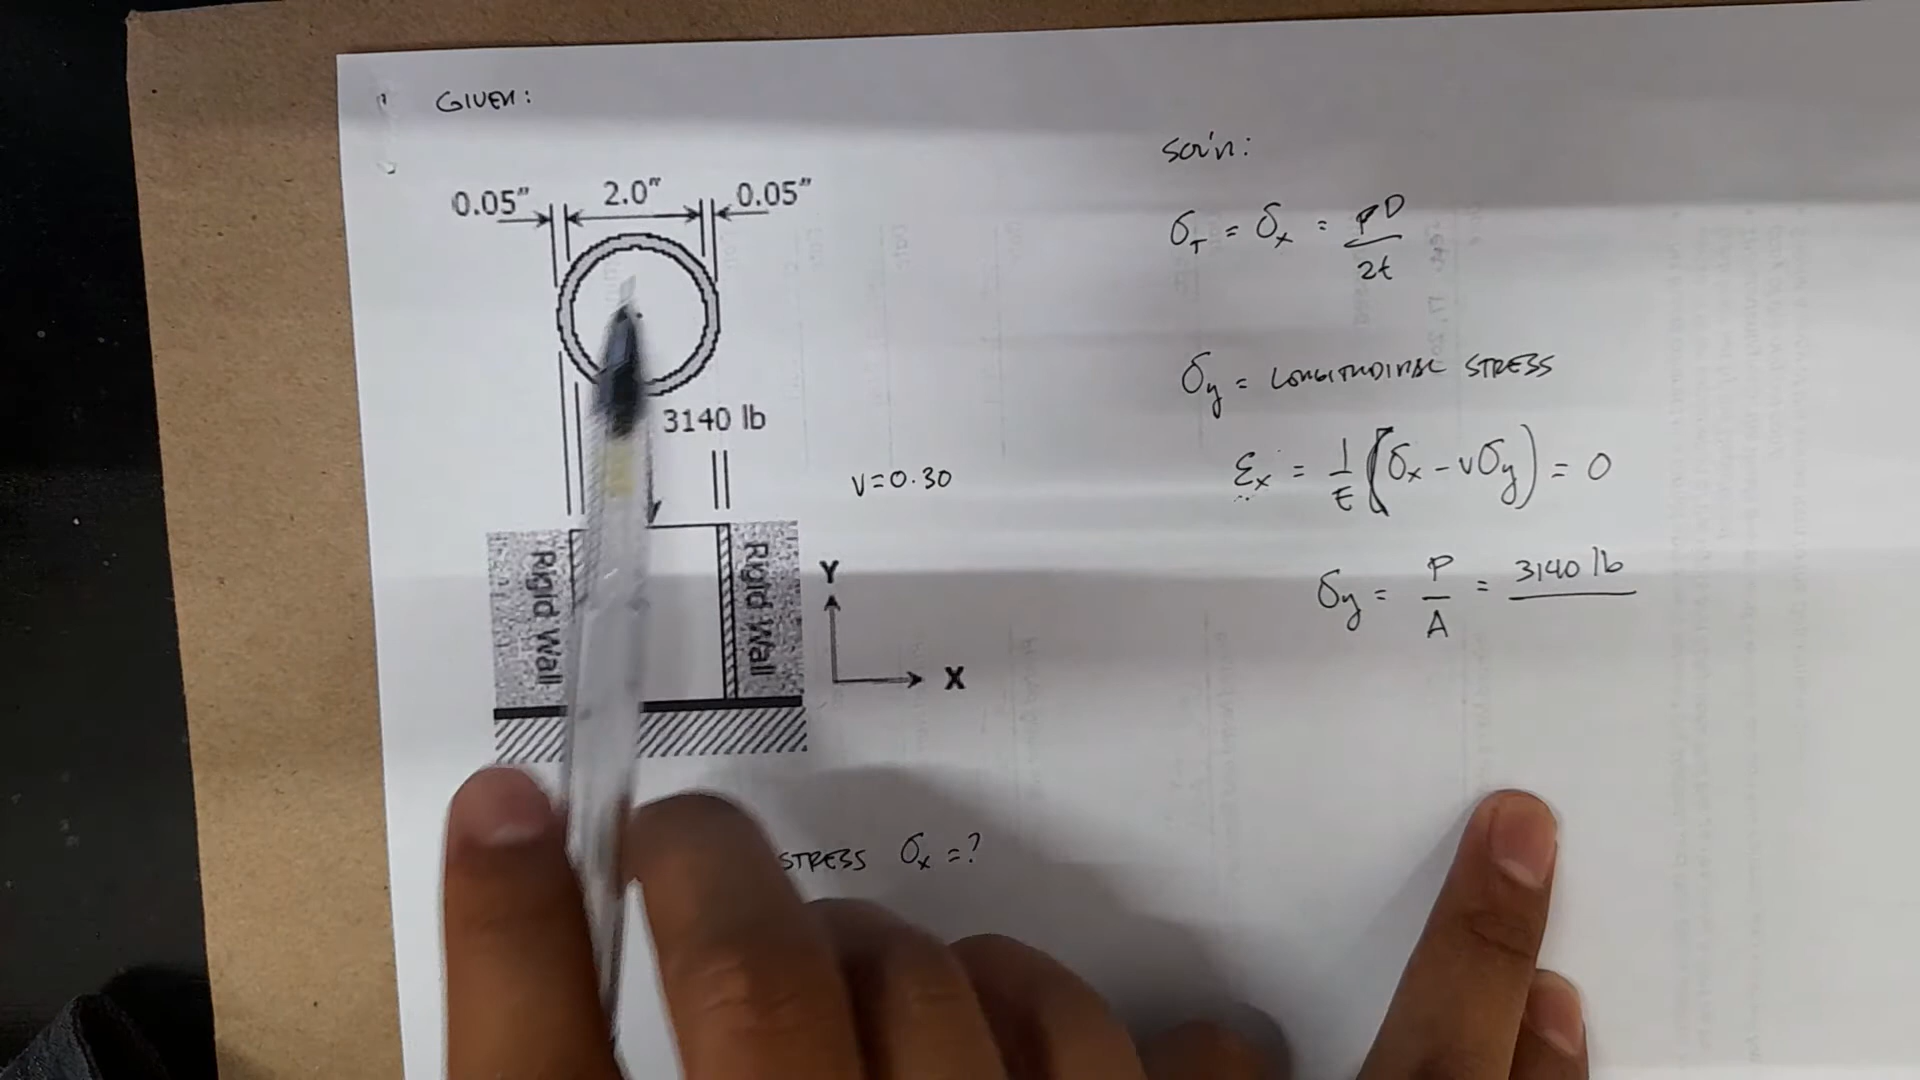 GIVEN:
0.05" 2.0" 0.05"
3140 lb
ν=0.30
Rigid Wall
Rigid Wall
Y
X
STRESS σx =?
SOL'N:
σT = σx = PD / 2t
σy = LONGITUDINAL STRESS
εx = 1/E (σx - νσy) = 0
σy = P/A = 3140 lb